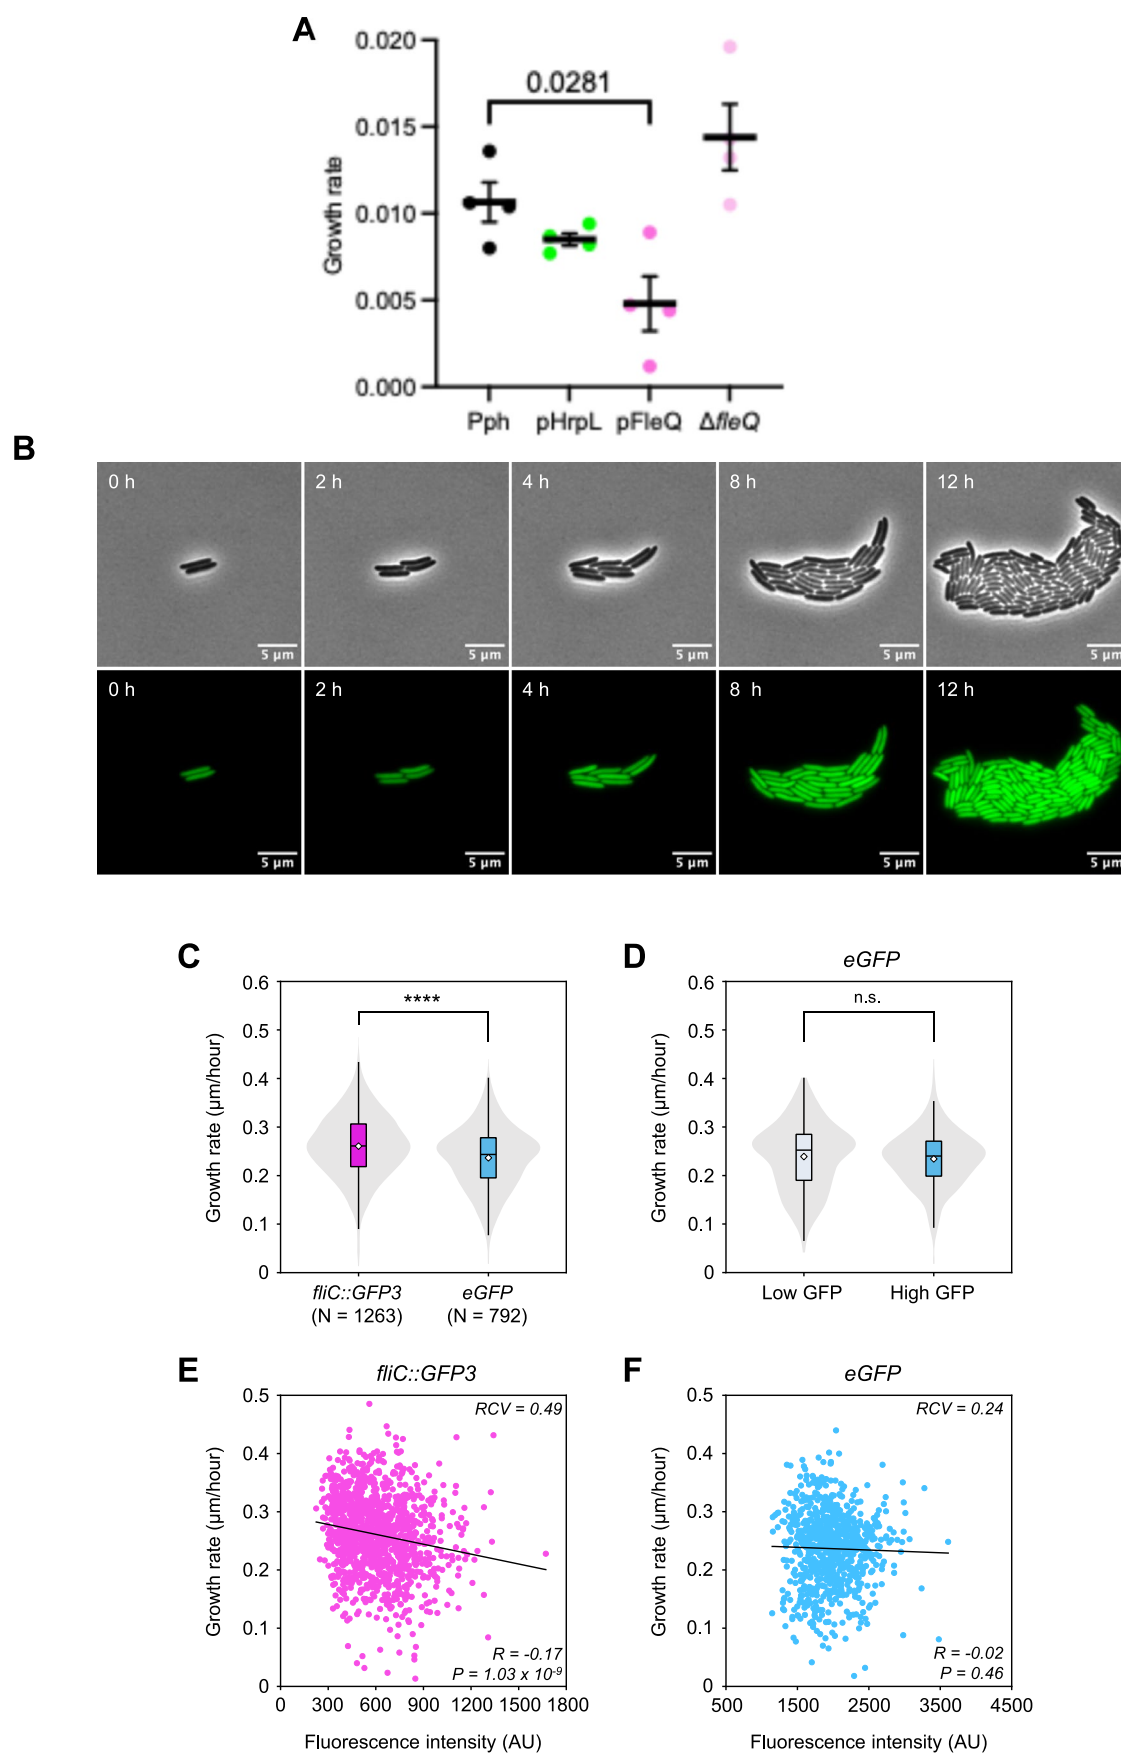 A
0.020
0.015
0.010
0.005
0.000
Growth rate
0.0281
Pph pHrpL pFleQ ΔfleQ
B
0 h 2 h 4 h 8 h 12 h
5 µm 5 µm 5 µm 5 µm 5 µm
0 h 2 h 4 h 8 h 12 h
5 µm 5 µm 5 µm 5 µm 5 µm
C
0.6
0.5
0.4
0.3
0.2
0.1
0
Growth rate (µm/hour)
****
fliC::GFP3 eGFP
(N = 1263) (N = 792)
D
eGFP
0.6
0.5
0.4
0.3
0.2
0.1
0
Growth rate (µm/hour)
n.s.
Low GFP High GFP
E
fliC::GFP3
RCV = 0.49
0.5
0.4
0.3
0.2
0.1
0
Growth rate (µm/hour)
R = -0.17
P = 1.03 x 10⁻⁹
0 300 600 900 1200 1500 1800
Fluorescence intensity (AU)
F
eGFP
RCV = 0.24
0.5
0.4
0.3
0.2
0.1
0
Growth rate (µm/hour)
R = -0.02
P = 0.46
500 1500 2500 3500 4500
Fluorescence intensity (AU)